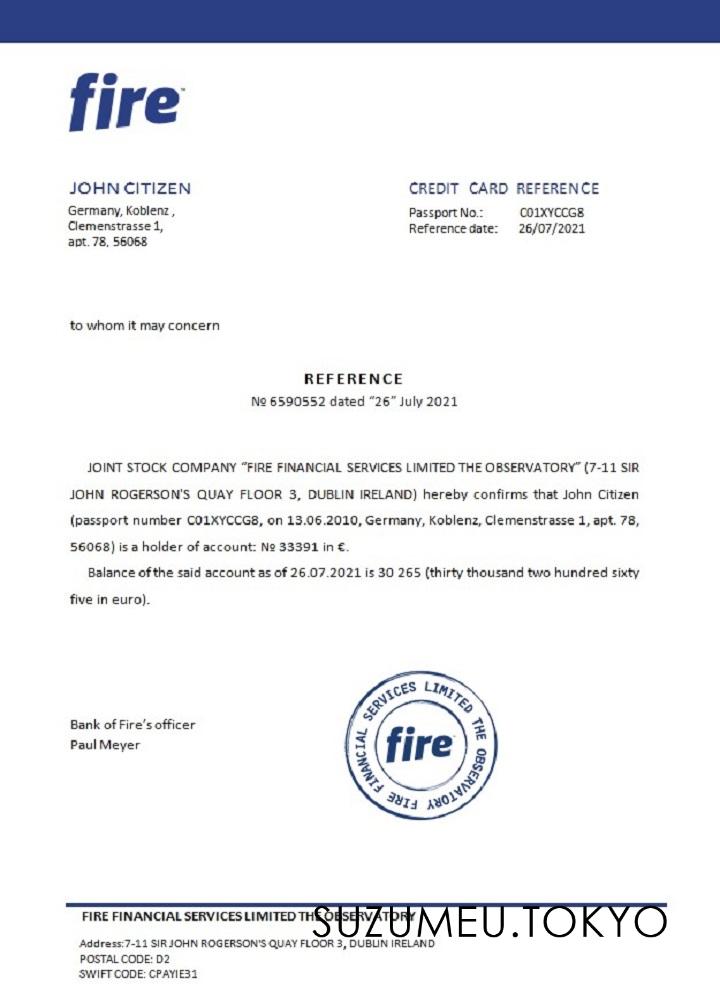 fire
JOHN CITIZEN
Germany, Koblenz ,
Clemenstrasse 1,
apt. 78, 56068
CREDIT CARD REFERENCE
Passport No.: C01XYCCG8
Reference date: 26/07/2021
to whom it may concern
REFERENCE
№ 6590552 dated “26” July 2021
JOINT STOCK COMPANY “FIRE FINANCIAL SERVICES LIMITED THE OBSERVATORY” (7-11 SIR
JOHN ROGERSON’S QUAY FLOOR 3, DUBLIN IRELAND) hereby confirms that John Citizen
(passport number C01XYCCG8, on 13.06.2010, Germany, Koblenz, Clemenstrasse 1, apt. 78,
56068) is a holder of account: № 33391 in €.
Balance of the said account as of 26.07.2021 is 30 265 (thirty thousand two hundred sixty
five in euro).
Bank of Fire’s officer
Paul Meyer
FIRE FINANCIAL SERVICES LIMITED THE OBSERVATORY
fire
FIRE FINANCIAL SERVICES LIMITED THE OBSERVATORY
SUZUMEU.TOKYO
Address:7-11 SIR JOHN ROGERSON'S QUAY FLOOR 3, DUBLIN IRELAND
POSTAL CODE: D2
SWIFT CODE: CPAYIE31